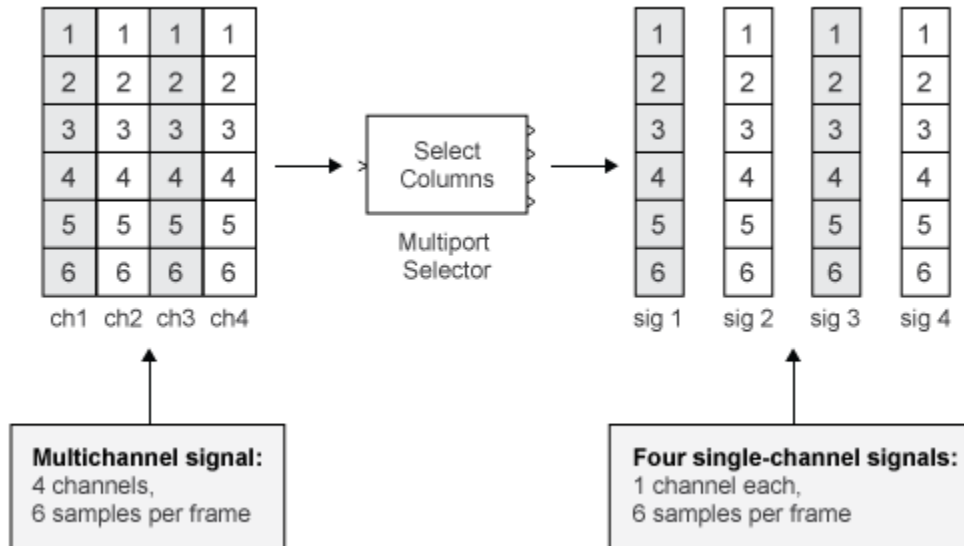 1 1 1 1
2 2 2 2
3 3 3 3
4 4 4 4
5 5 5 5
6 6 6 6
ch1 ch2 ch3 ch4
Select
Columns
Multiport
Selector
1 1 1 1
2 2 2 2
3 3 3 3
4 4 4 4
5 5 5 5
6 6 6 6
sig 1 sig 2 sig 3 sig 4
Multichannel signal:
4 channels,
6 samples per frame
Four single-channel signals:
1 channel each,
6 samples per frame